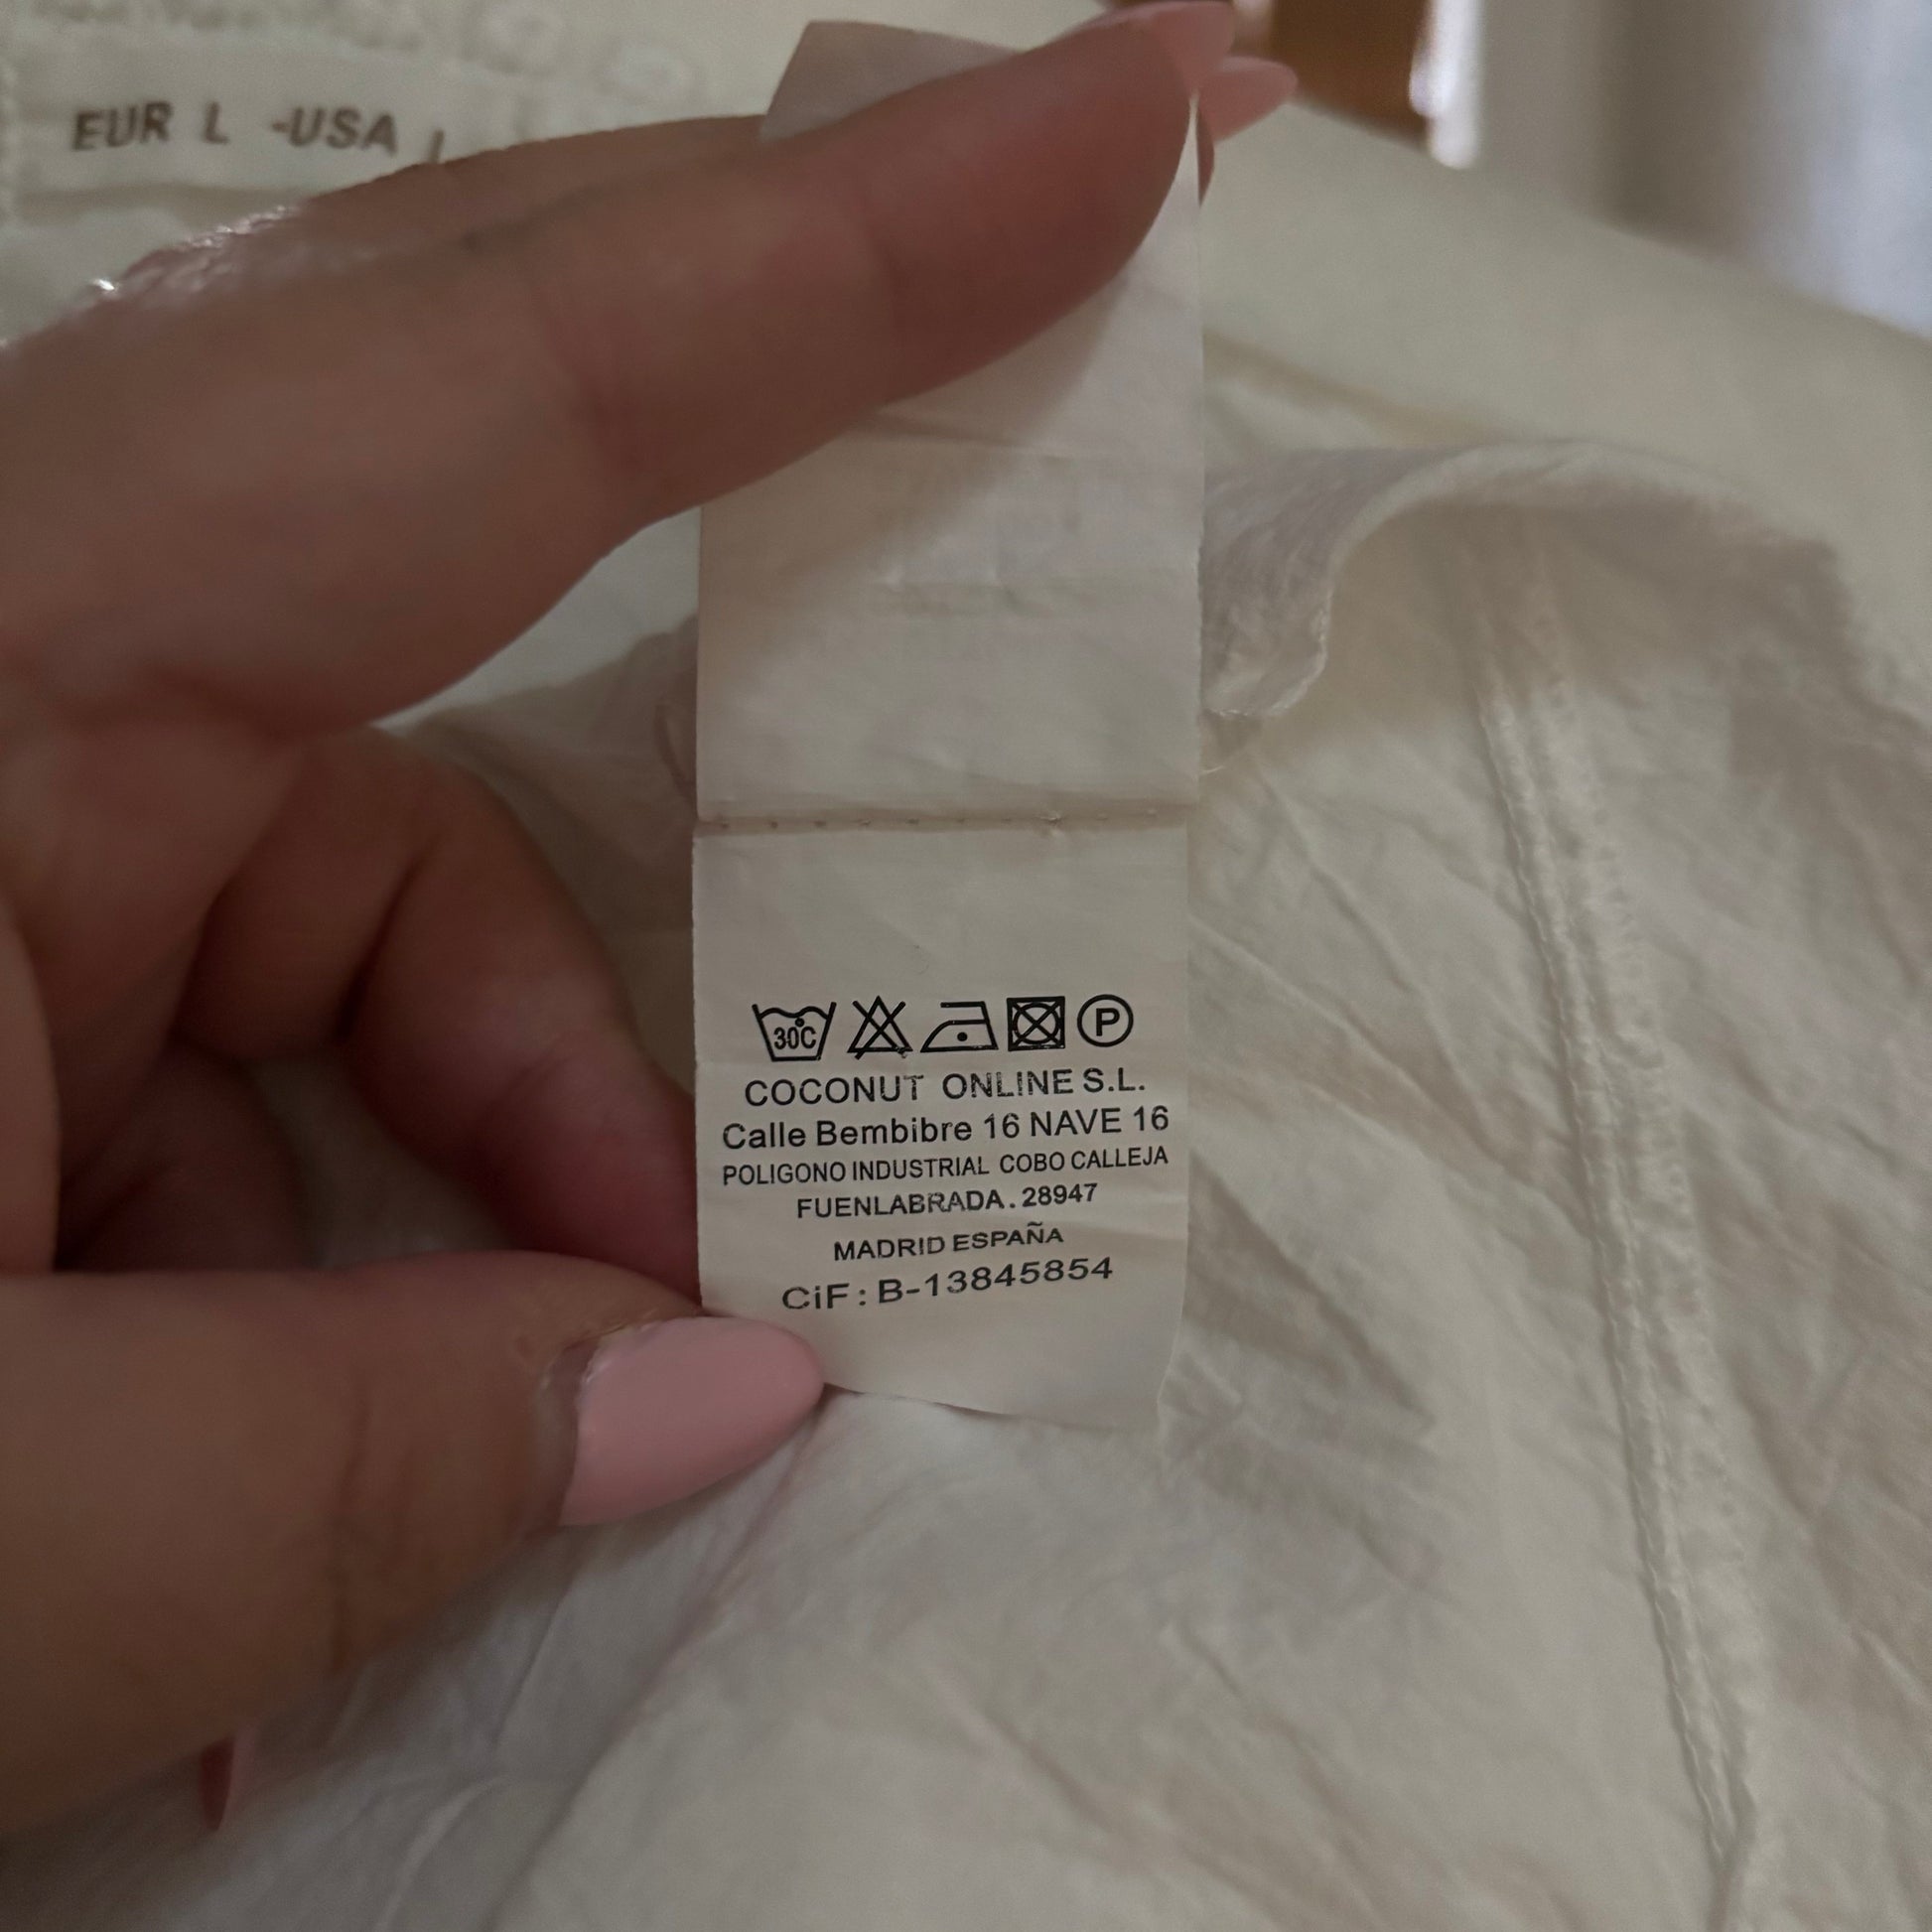 EUR L -USA L
30C
P
COCONUT ONLINE S.L.
Calle Bembibre 16 NAVE 16
POLIGONO INDUSTRIAL COBO CALLEJA
FUENLABRADA. 28947
MADRID ESPAÑA
CiF: B-13845854